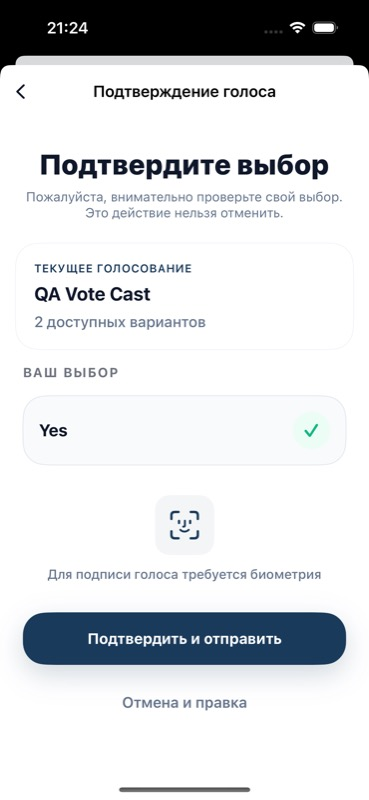 21:24
Подтверждение голоса
Подтвердите выбор
Пожалуйста, внимательно проверьте свой выбор.
Это действие нельзя отменить.
ТЕКУЩЕЕ ГОЛОСОВАНИЕ
QA Vote Cast
2 доступных вариантов
ВАШ ВЫБОР
Yes
Для подписи голоса требуется биометрия
Подтвердить и отправить
Отмена и правка